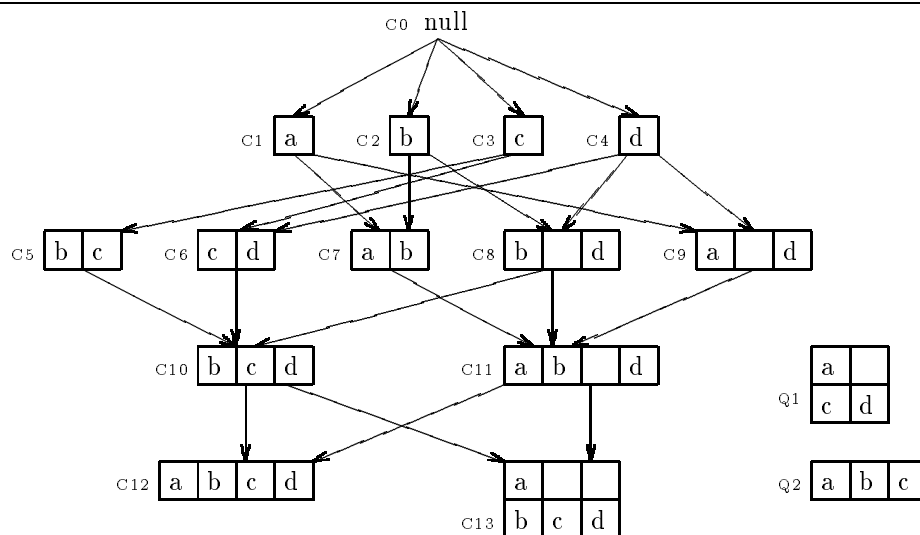 C0 null
C1 a C2 b C3 c C4 d
C5 b c C6 c d C7 a b C8 b d C9 a d
C10 b c d C11 a b d
a
Q1
c d
C12 a b c d
a
Q2 a b c
C13 b c d